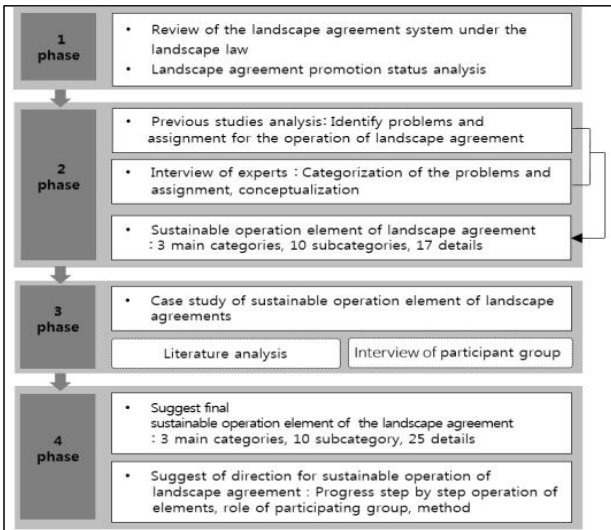 1
phase
• Review of the landscape agreement system under the
landscape law
• Landscape agreement promotion status analysis
2
phase
• Previous studies analysis: Identify problems and
assignment for the operation of landscape agreement
• Interview of experts : Categorization of the problems and
assignment, conceptualization
• Sustainable operation element of landscape agreement
: 3 main categories, 10 subcategories, 17 details
3
phase
• Case study of sustainable operation element of landscape
agreements
Literature analysis
Interview of participant group
4
phase
• Suggest final
sustainable operation element of the landscape agreement
: 3 main categories, 10 subcategory, 25 details
• Suggest of direction for sustainable operation of
landscape agreement : Progress step by step operation of
elements, role of participating group, method